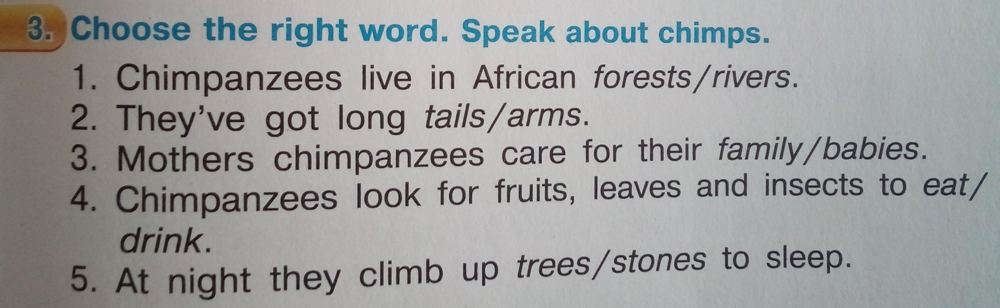 3. Choose the right word. Speak about chimps.
1. Chimpanzees live in African forests/rivers.
2. They've got long tails/arms.
3. Mothers chimpanzees care for their family/babies.
4. Chimpanzees look for fruits, leaves and insects to eat/
drink.
5. At night they climb up trees/stones to sleep.